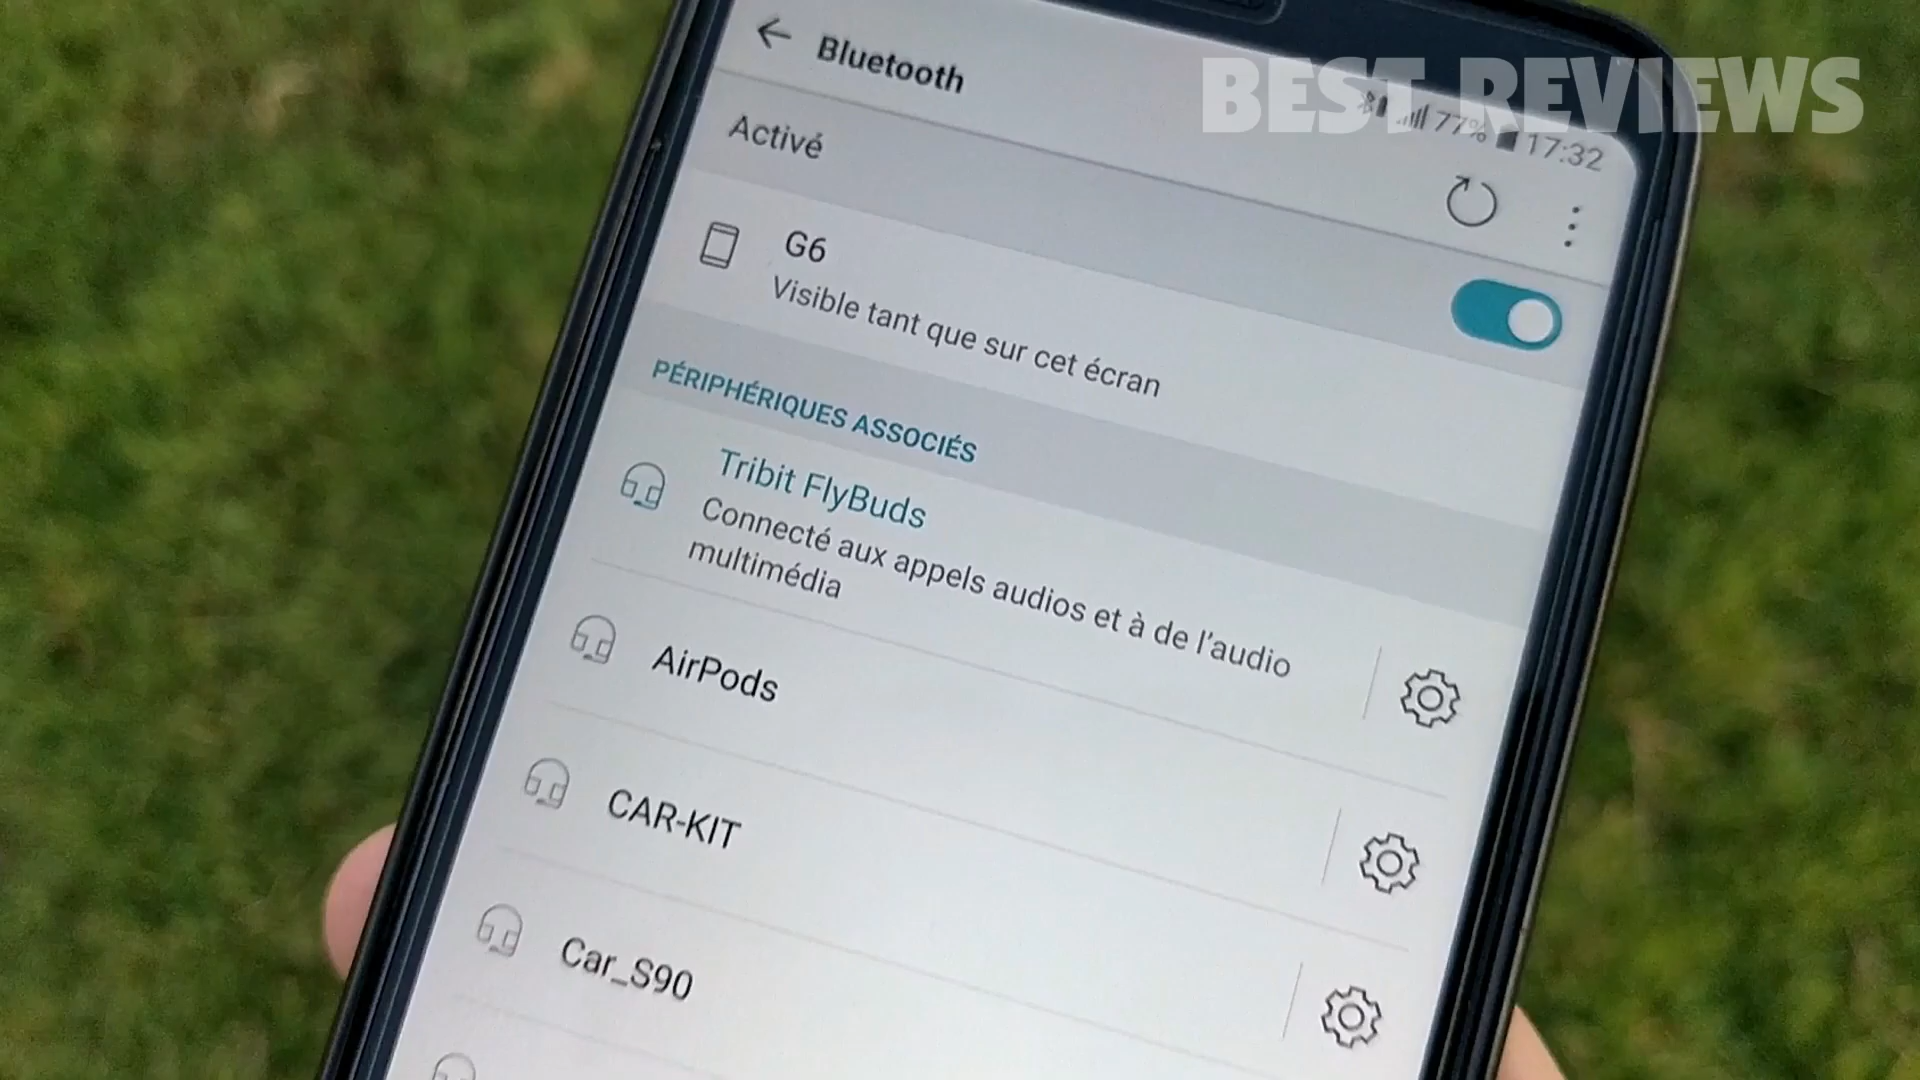 BEST REVIEWS
77% 17:32
Bluetooth
Activé
G6
Visible tant que sur cet écran
PÉRIPHÉRIQUES ASSOCIÉS
Tribit FlyBuds
Connecté aux appels audios et à de l'audio
multimédia
AirPods
CAR-KIT
Car_S90